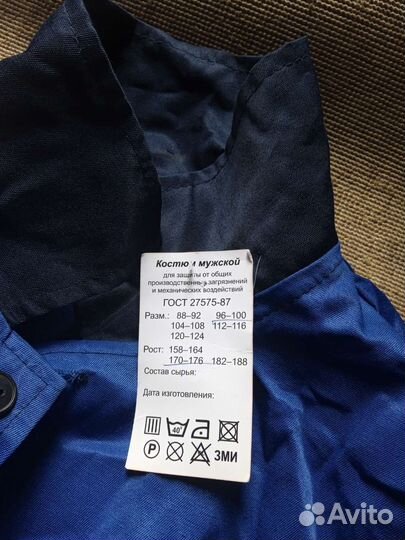 Костюм мужской
для защиты от общих
производственных загрязнений
и механических воздействий
ГОСТ 27575-87
Разм.: 88–92 96–100
104–108 112–116
120–124
Рост: 158–164
170–176 182–188
Состав сырья:
Дата изготовления:
40°
P ЗМИ
Avito